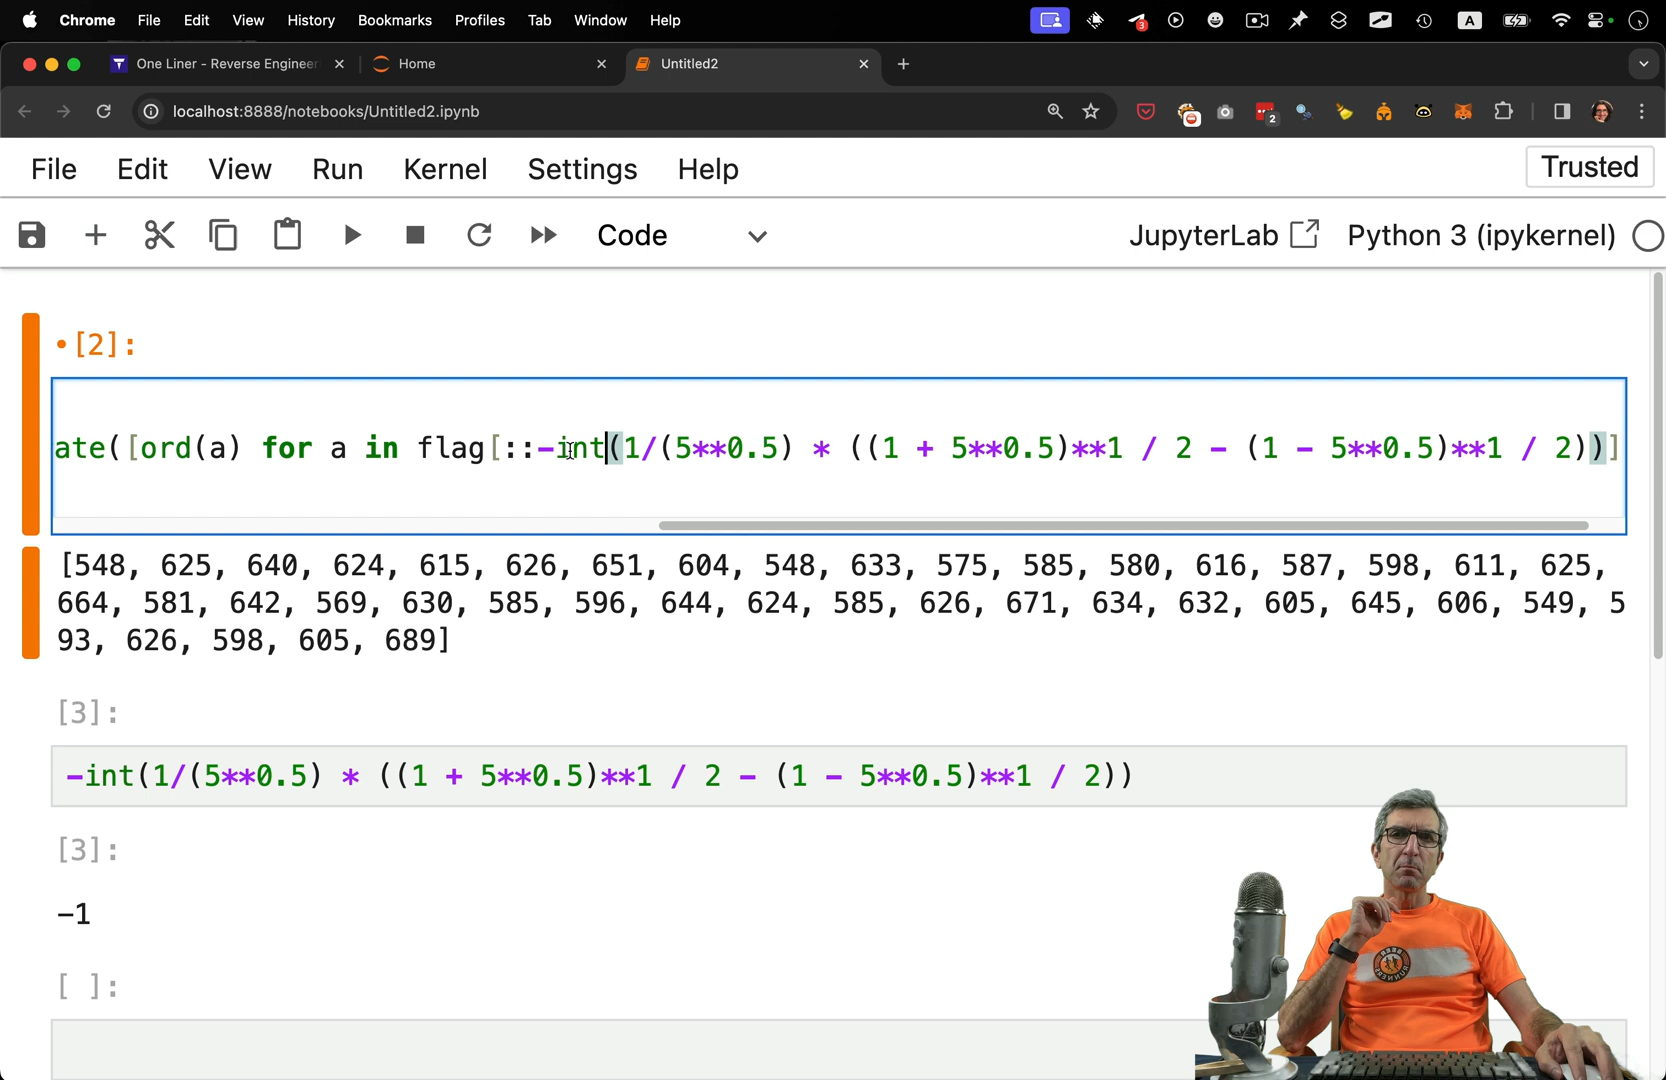 Chrome File Edit View History Bookmarks Profiles Tab Window Help 3 A
One Liner - Reverse Engineer Home Untitled2
localhost:8888/notebooks/Untitled2.ipynb 2
File Edit View Run Kernel Settings Help Trusted
Code JupyterLab Python 3 (ipykernel)
•[2]:
ate([ord(a) for a in flag[::-int(1/(5**0.5) * ((1 + 5**0.5)**1 / 2 - (1 - 5**0.5)**1 / 2))]
[548, 625, 640, 624, 615, 626, 651, 604, 548, 633, 575, 585, 580, 616, 587, 598, 611, 625,
664, 581, 642, 569, 630, 585, 596, 644, 624, 585, 626, 671, 634, 632, 605, 645, 606, 549, 5
93, 626, 598, 605, 689]
[3]:
-int(1/(5**0.5) * ((1 + 5**0.5)**1 / 2 - (1 - 5**0.5)**1 / 2))
[3]:
-1
[ ]: